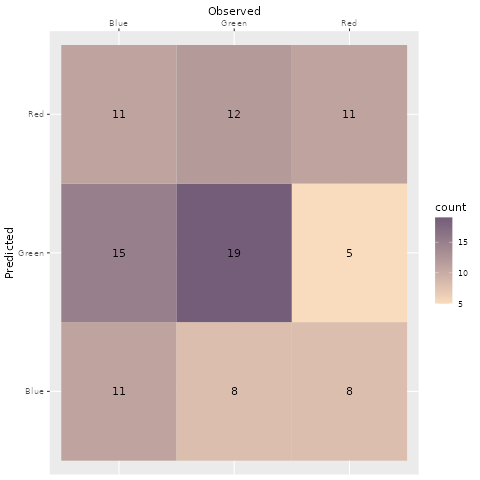 Observed
Blue Green Red
Predicted
Red 11 12 11
Green 15 19 5
Blue 11 8 8
count
15
10
5